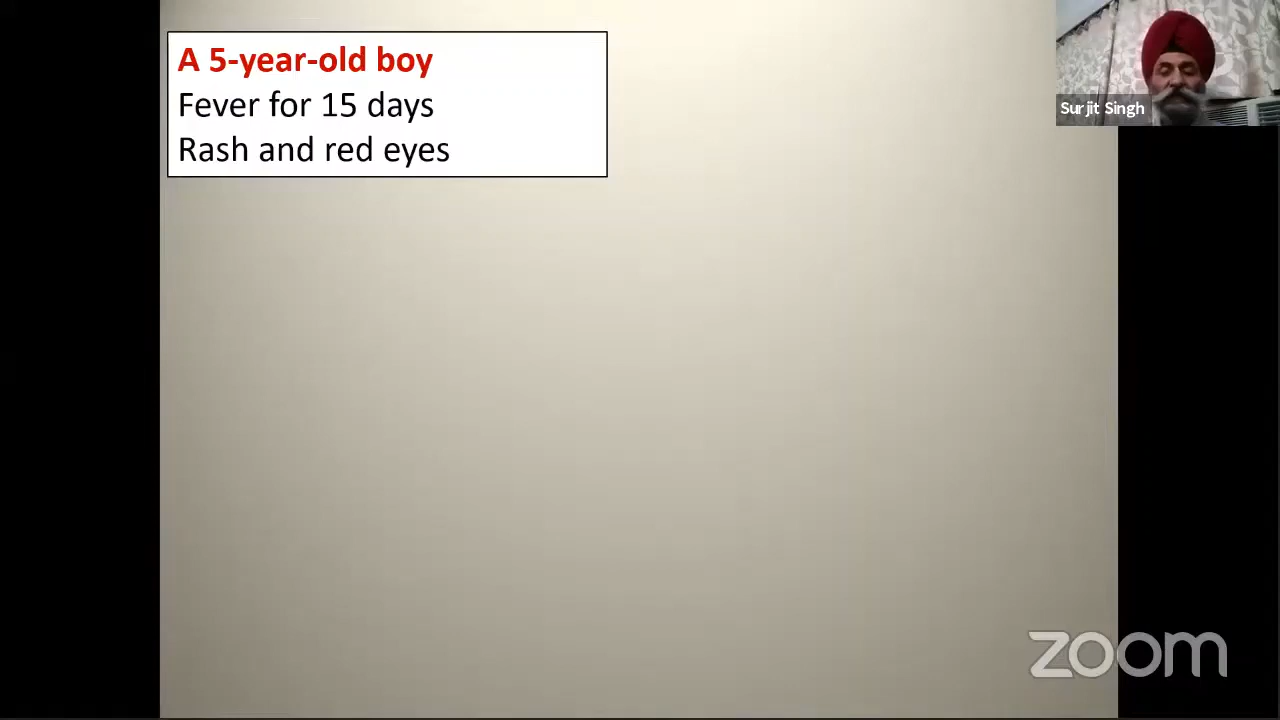 A 5-year-old boy
Fever for 15 days
Rash and red eyes
Surjit Singh
zoom